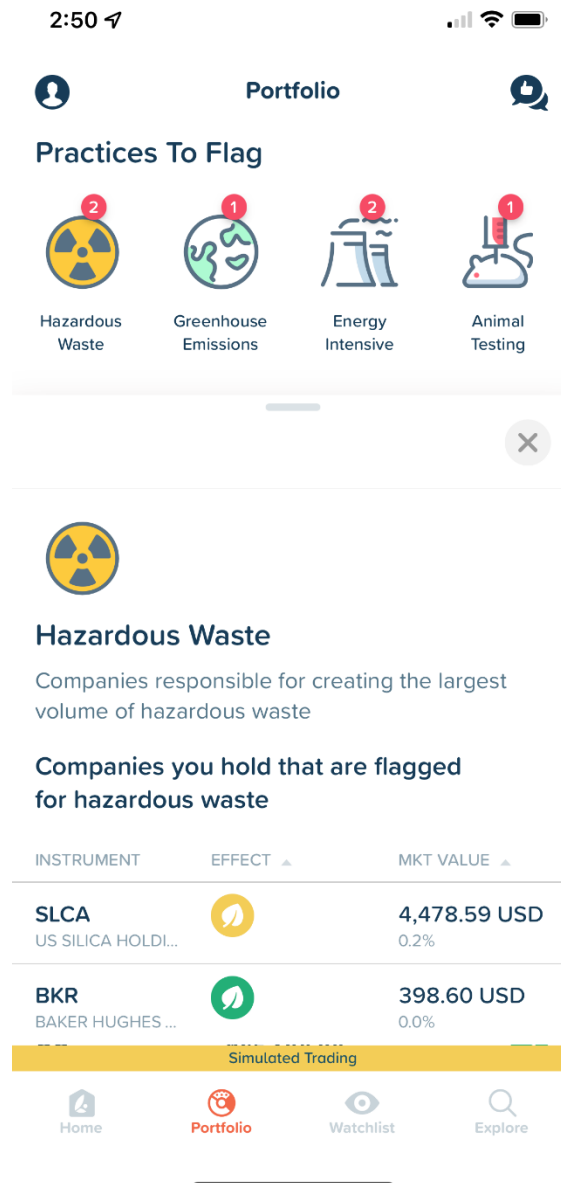 2:50
Portfolio
Practices To Flag
2
1
2
1
Hazardous
Waste
Greenhouse
Emissions
Energy
Intensive
Animal
Testing
Hazardous Waste
Companies responsible for creating the largest
volume of hazardous waste
Companies you hold that are flagged
for hazardous waste
INSTRUMENT EFFECT MKT VALUE
SLCA 4,478.59 USD
US SILICA HOLDI... 0.2%
BKR 398.60 USD
BAKER HUGHES ... 0.0%
Simulated Trading
Home Portfolio Watchlist Explore